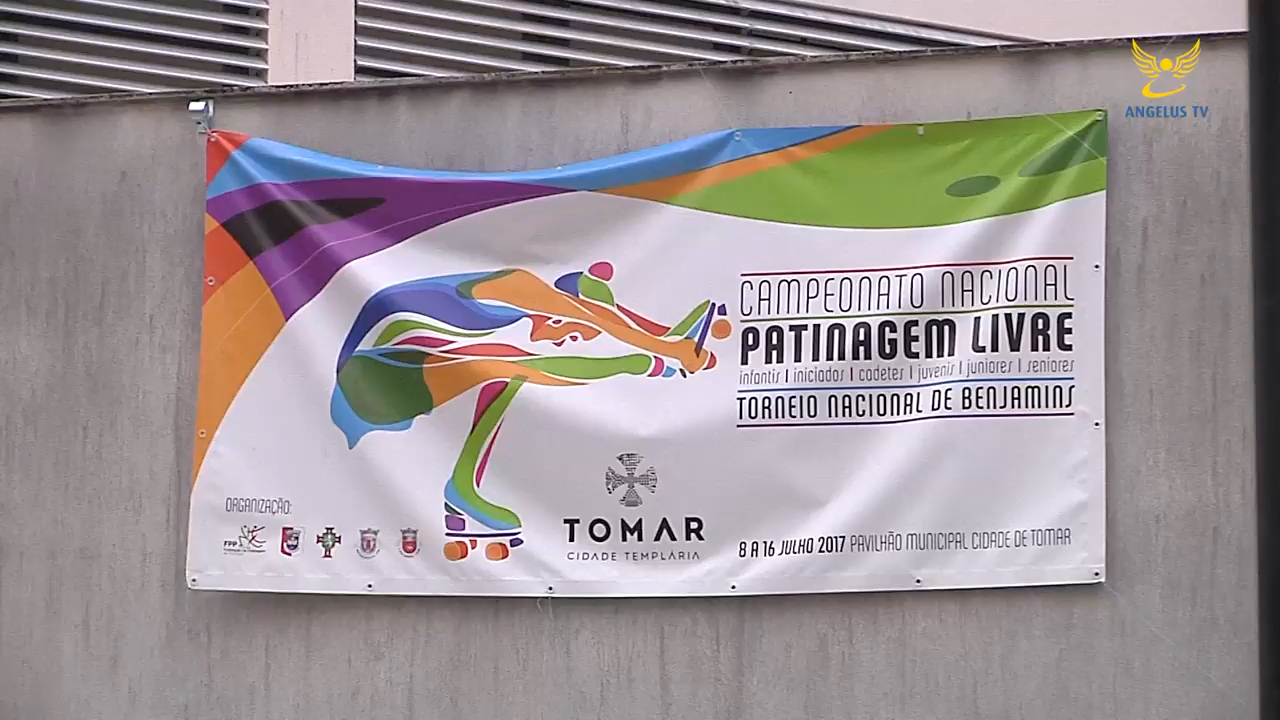 ANGELUS TV
CAMPEONATO NACIONAL
PATINAGEM LIVRE
infantis | iniciados | cadetes | juvenis | juniores | seniores
TORNEIO NACIONAL DE BENJAMINS
ORGANIZAÇÃO:
FPP
TOMAR
CIDADE TEMPLÁRIA
8 A 16 JULHO 2017 PAVILHÃO MUNICIPAL CIDADE DE TOMAR